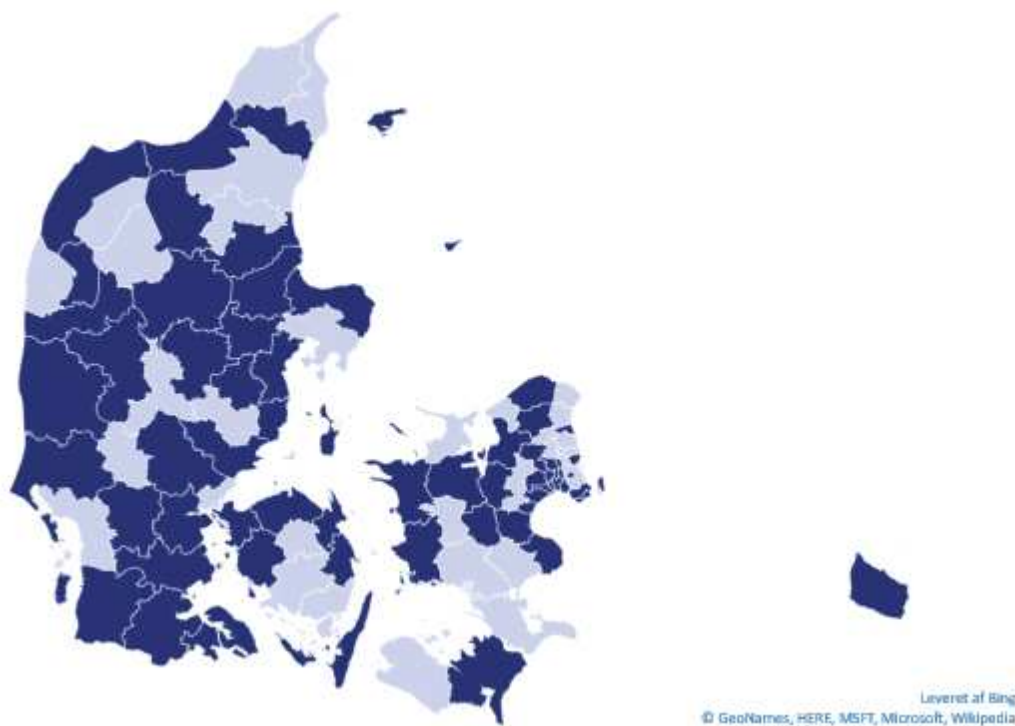 Leveret af Bing
© GeoNames, HERE, MSFT, Microsoft, Wikipedia